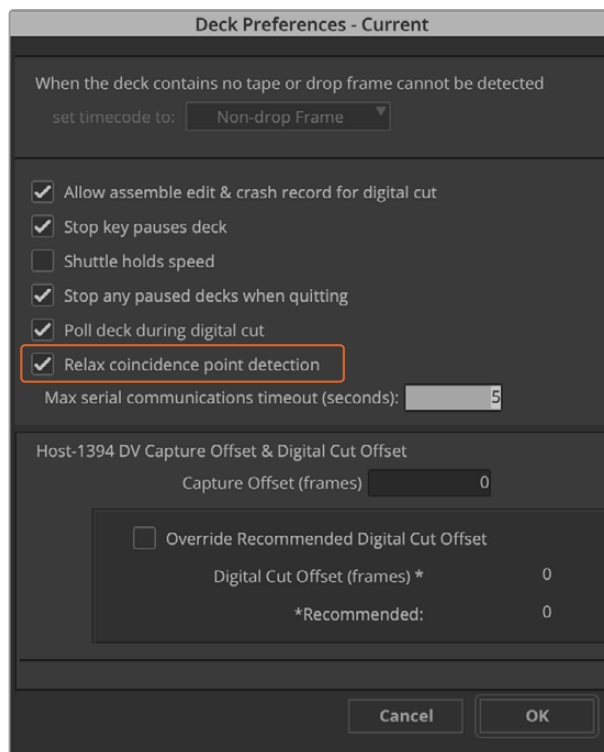 Deck Preferences - Current
When the deck contains no tape or drop frame cannot be detected
set timecode to: Non-drop Frame
Allow assemble edit & crash record for digital cut
Stop key pauses deck
Shuttle holds speed
Stop any paused decks when quitting
Poll deck during digital cut
Relax coincidence point detection
Max serial communications timeout (seconds): 5
Host-1394 DV Capture Offset & Digital Cut Offset
Capture Offset (frames) 0
Override Recommended Digital Cut Offset
Digital Cut Offset (frames) * 0
*Recommended: 0
Cancel OK